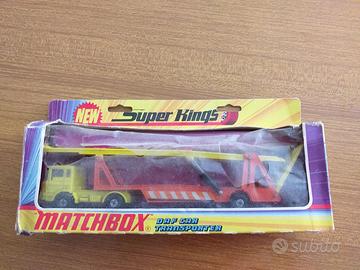 NEW
Super Kings
MATCHBOX
DAF CAR
TRANSPORTER
subito